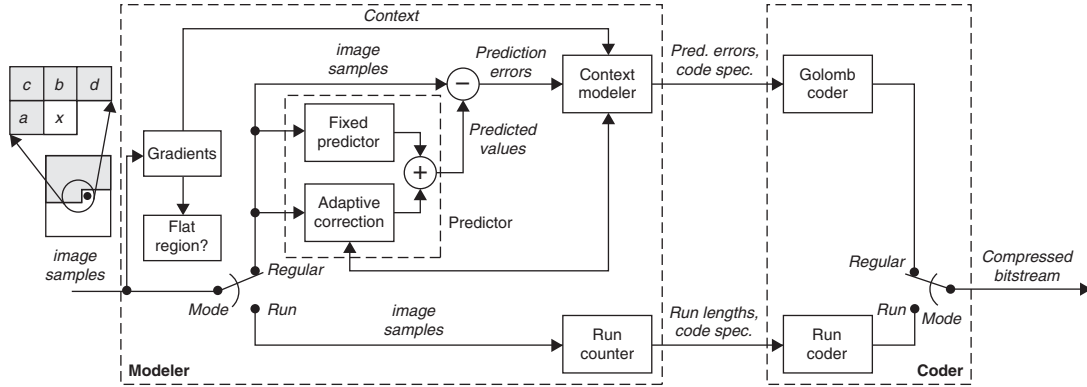 Context
image
samples
Prediction
errors
Context
modeler
Pred. errors,
code spec.
Golomb
coder
c b d
a x
Gradients
Fixed
predictor
Predicted
values
−
+
Flat
region?
Adaptive
correction
Predictor
image
samples
Regular
Mode
Run
image
samples
Run
counter
Run lengths,
code spec.
Run
coder
Regular
Run
Mode
Compressed
bitstream
Modeler
Coder